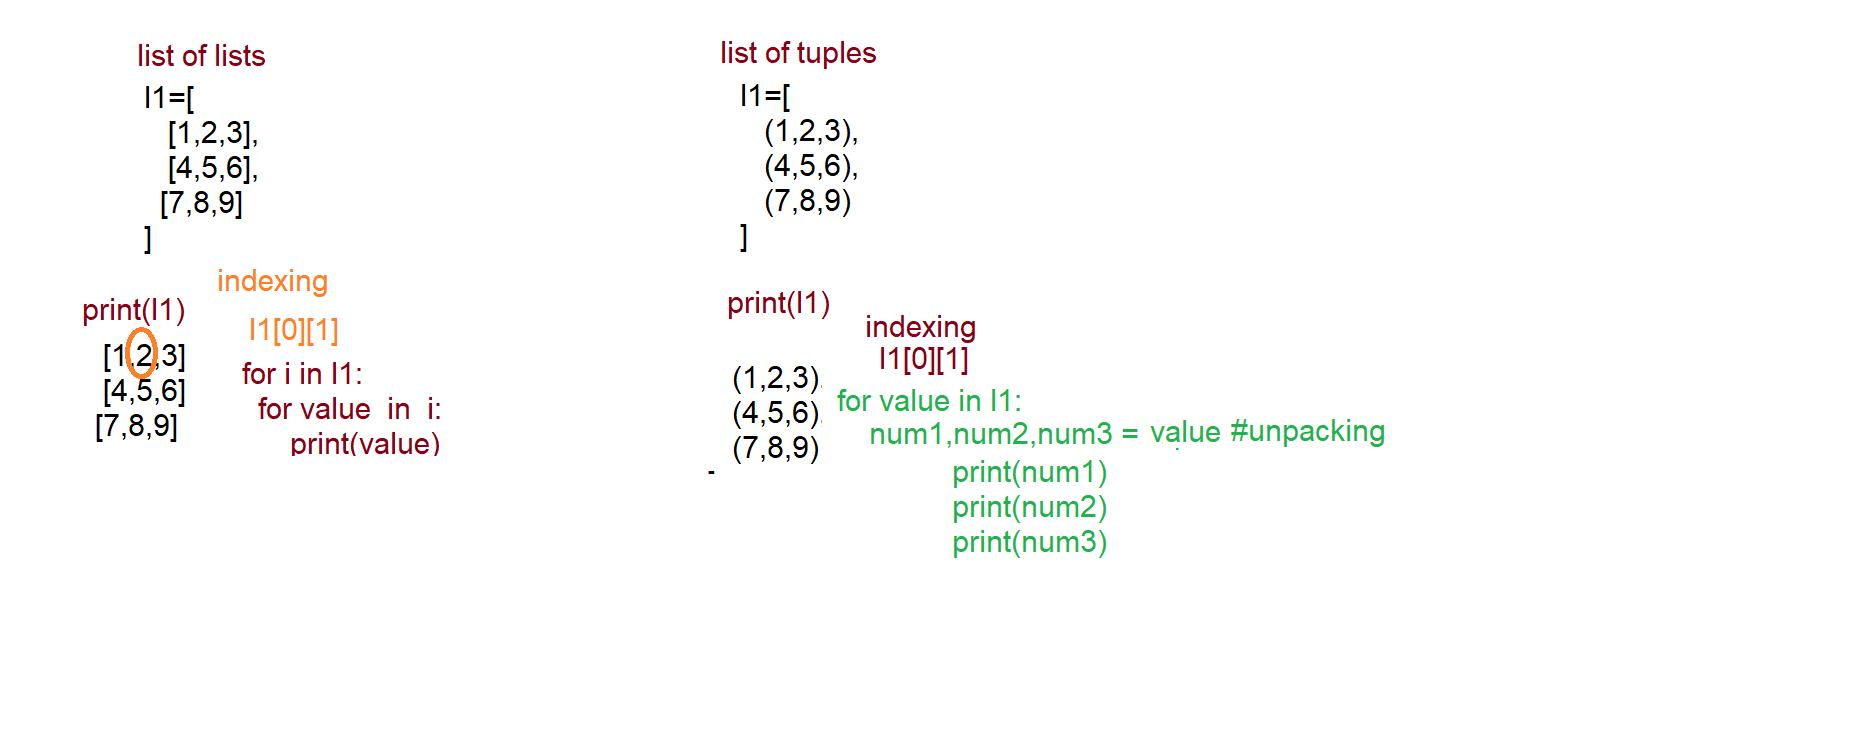 list of lists
l1=[
[1,2,3],
[4,5,6],
[7,8,9]
]
indexing
print(l1)
l1[0][1]
[1,2,3]
[4,5,6]
[7,8,9]
for i in l1:
for value  in  i:
print(value)
list of tuples
l1=[
(1,2,3),
(4,5,6),
(7,8,9)
]
print(l1)
indexing
l1[0][1]
(1,2,3)
(4,5,6)
(7,8,9)
-
for value in l1:
num1,num2,num3 = value #unpacking
print(num1)
print(num2)
print(num3)